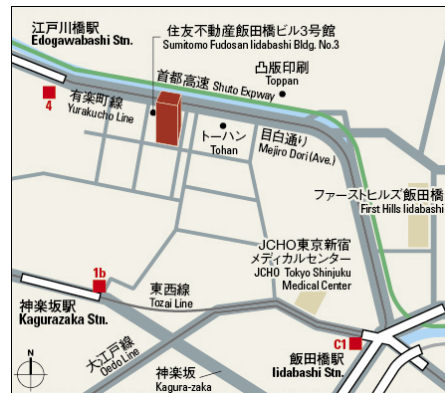 江戸川橋駅
Edogawabashi Stn.
住友不動産飯田橋ビル3号館
Sumitomo Fudosan Iidabashi Bldg. No.3
首都高速 Shuto Expway
凸版印刷
Toppan
4
有楽町線
Yurakucho Line
トーハン
Tohan
目白通り
Mejiro Dori (Ave.)
ファーストヒルズ飯田橋
First Hills Iidabashi
JCHO東京新宿
メディカルセンター
JCHO Tokyo Shinjuku
Medical Center
1b
東西線
Tozai Line
神楽坂駅
Kagurazaka Stn.
大江戸線
Oedo Line
C1
飯田橋駅
Iidabashi Stn.
神楽坂
Kagura-zaka
N